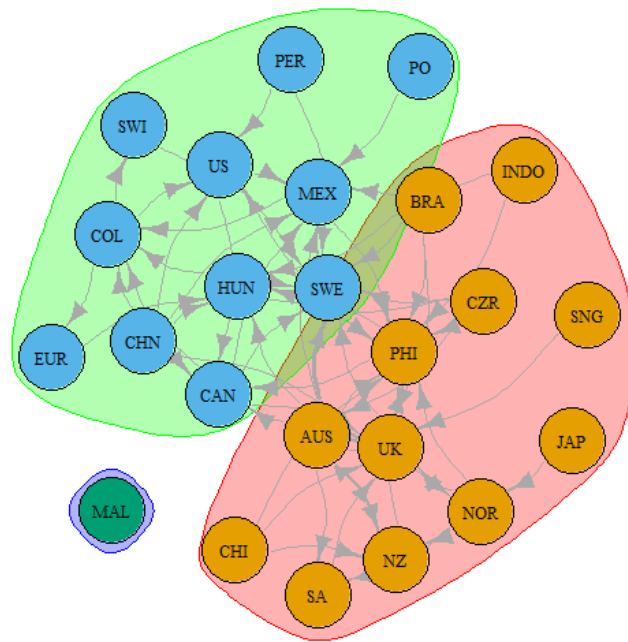 PER
PO
SWI
US
INDO
MEX
BRA
COL
HUN
SWE
CZR
SNG
CHN
EUR
PHI
CAN
AUS
UK
JAP
MAL
NOR
CHI
NZ
SA